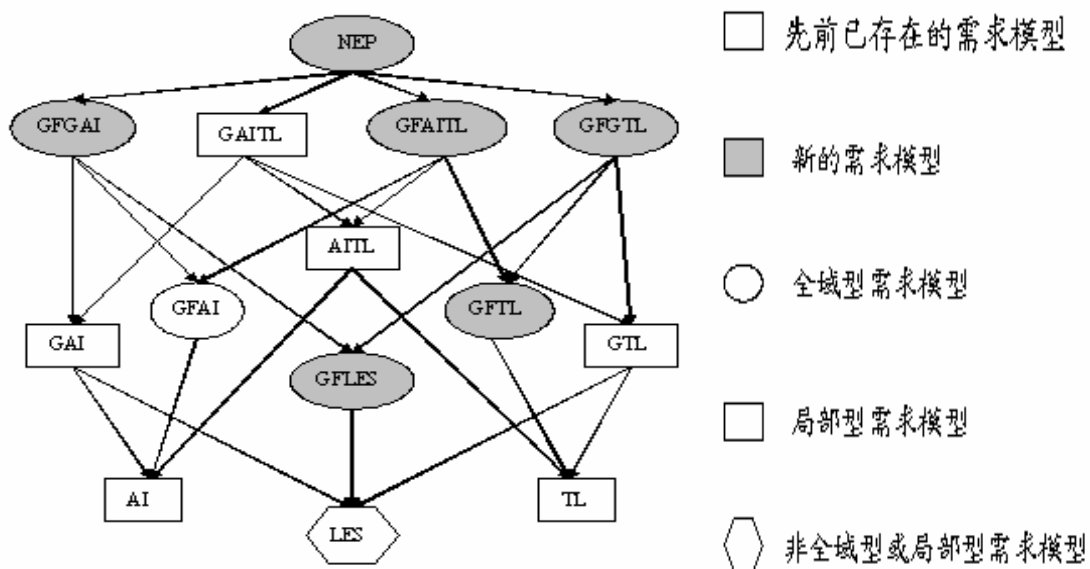 NEP
先前已存在的需求模型
GFGAI
GAITL
GFAITL
GFGTL
新的需求模型
AITL
GFAI
GFTL
全域型需求模型
GAI
GTL
GFLES
局部型需求模型
AI
LES
TL
非全域型或局部型需求模型